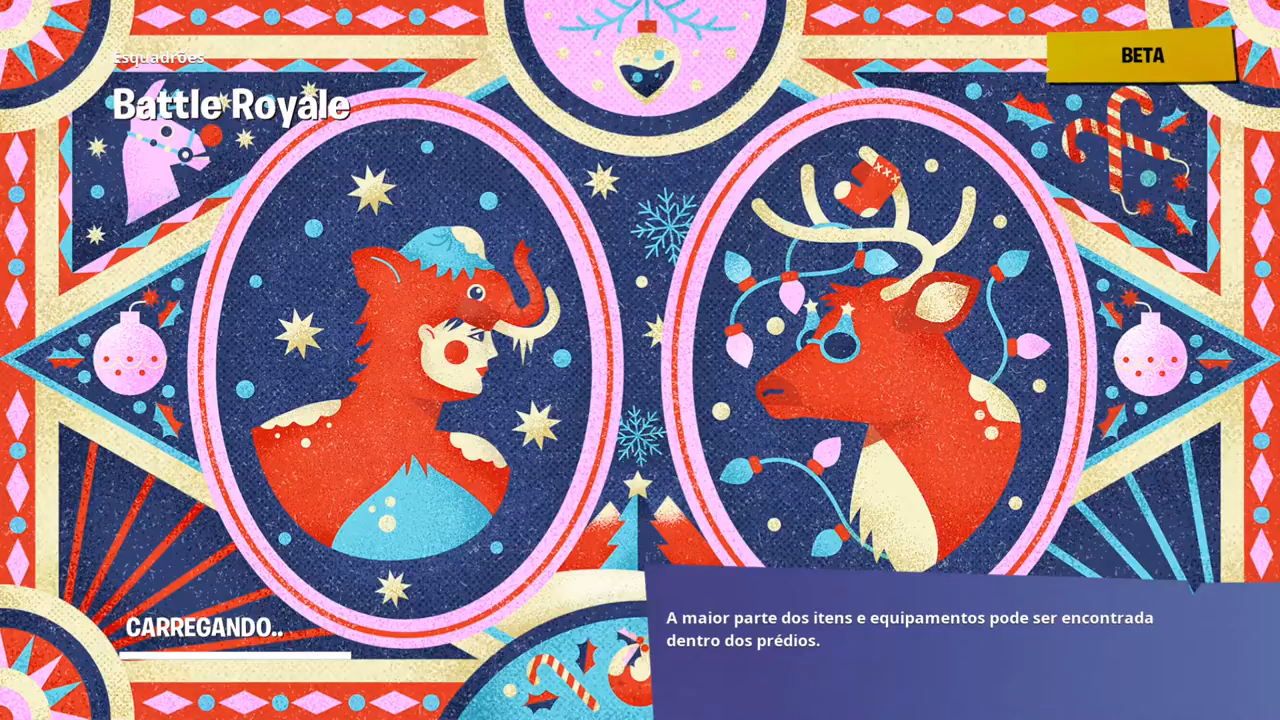 Esquadrões
Battle Royale
BETA
CARREGANDO..
A maior parte dos itens e equipamentos pode ser encontrada
dentro dos prédios.